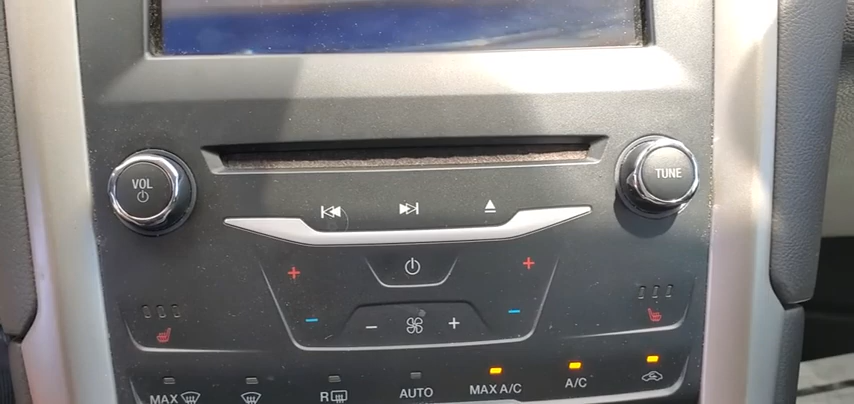 VOL
TUNE
+ +
- - + -
MAX
R
AUTO
MAX A/C
A/C